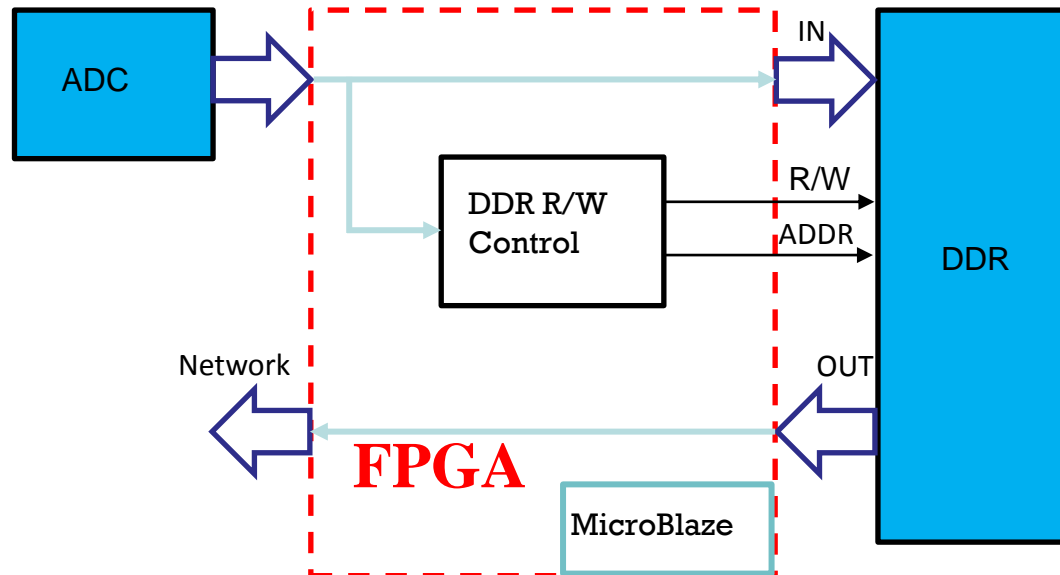 IN
ADC
R/W
DDR R/W
Control
ADDR
DDR
Network
OUT
FPGA
MicroBlaze